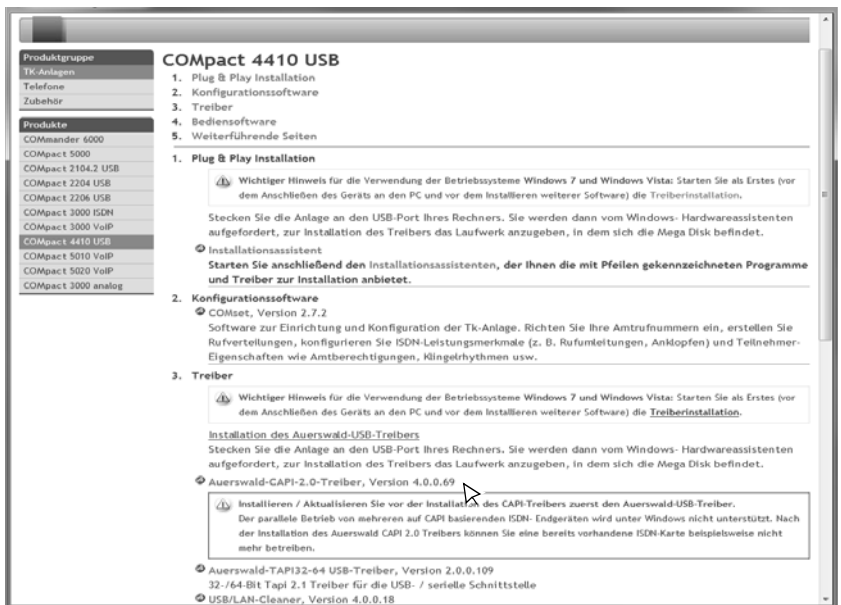 Produktgruppe
TK-Anlagen
Telefone
Zubehör
Produkte
COMmander 6000
COMpact 5000
COMpact 2104.2 USB
COMpact 2204 USB
COMpact 2206 USB
COMpact 3000 ISDN
COMpact 3000 VoIP
COMpact 4410 USB
COMpact 5010 VoIP
COMpact 5020 VoIP
COMpact 3000 analog
COMpact 4410 USB
1. Plug & Play Installation
2. Konfigurationssoftware
3. Treiber
4. Bediensoftware
5. Weiterführende Seiten
1. Plug & Play Installation
Wichtiger Hinweis für die Verwendung der Betriebssysteme Windows 7 und Windows Vista: Starten Sie als Erstes (vor
dem Anschließen des Geräts an den PC und vor dem Installieren weiterer Software) die Treiberinstallation.
Stecken Sie die Anlage an den USB-Port Ihres Rechners. Sie werden dann vom Windows- Hardwareassistenten
aufgefordert, zur Installation des Treibers das Laufwerk anzugeben, in dem sich die Mega Disk befindet.
Installationsassistent
Starten Sie anschließend den Installationsassistenten, der Ihnen die mit Pfeilen gekennzeichneten Programme
und Treiber zur Installation anbietet.
2. Konfigurationssoftware
COMset, Version 2.7.2
Software zur Einrichtung und Konfiguration der Tk-Anlage. Richten Sie Ihre Amtrufnummern ein, erstellen Sie
Rufverteilungen, konfigurieren Sie ISDN-Leistungsmerkmale (z. B. Rufumleitungen, Anklopfen) und Teilnehmer-
Eigenschaften wie Amtberechtigungen, Klingelrhythmen usw.
3. Treiber
Wichtiger Hinweis für die Verwendung der Betriebssysteme Windows 7 und Windows Vista: Starten Sie als Erstes (vor
dem Anschließen des Geräts an den PC und vor dem Installieren weiterer Software) die Treiberinstallation.
Installation des Auerswald-USB-Treibers
Stecken Sie die Anlage an den USB-Port Ihres Rechners. Sie werden dann vom Windows- Hardwareassistenten
aufgefordert, zur Installation des Treibers das Laufwerk anzugeben, in dem sich die Mega Disk befindet.
Auerswald-CAPI-2.0-Treiber, Version 4.0.0.69
Installieren / Aktualisieren Sie vor der Installation des CAPI-Treibers zuerst den Auerswald-USB-Treiber.
Der parallele Betrieb von mehreren auf CAPI basierenden ISDN- Endgeräten wird unter Windows nicht unterstützt. Nach
der Installation des Auerswald CAPI 2.0 Treibers können Sie eine bereits vorhandene ISDN-Karte beispielsweise nicht
mehr betreiben.
Auerswald-TAPI32-64 USB-Treiber, Version 2.0.0.109
32-/64-Bit Tapi 2.1 Treiber für die USB- / serielle Schnittstelle
USB/LAN-Cleaner, Version 4.0.0.18